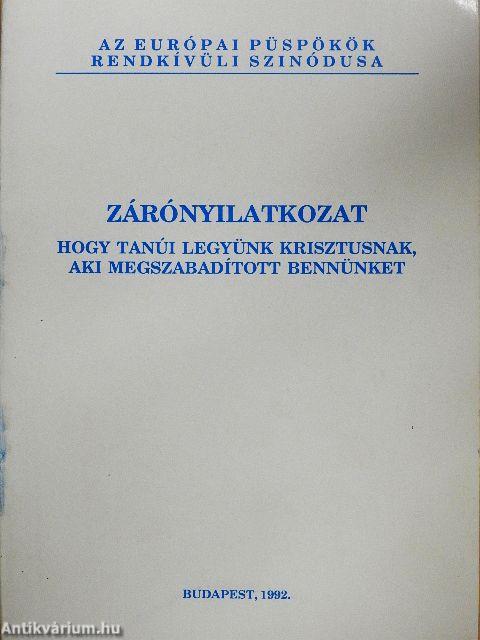 AZ EURÓPAI PÜSPÖKÖK
RENDKÍVÜLI SZINÓDUSA
ZÁRÓNYILATKOZAT
HOGY TANÚI LEGYÜNK KRISZTUSNAK,
AKI MEGSZABADÍTOTT BENNÜNKET
BUDAPEST, 1992.
Antikvárium.hu